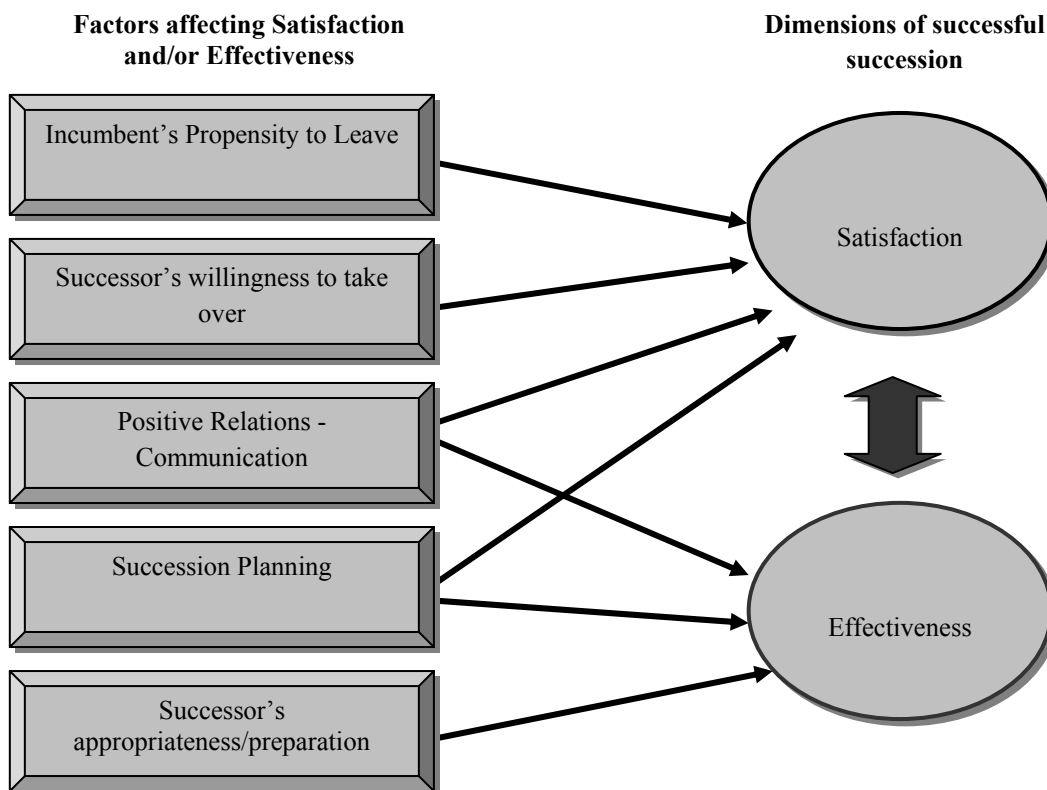 Factors affecting Satisfaction
and/or Effectiveness
Dimensions of successful
succession
Incumbent’s Propensity to Leave
Successor’s willingness to take
over
Positive Relations -
Communication
Succession Planning
Successor’s
appropriateness/preparation
Satisfaction
Effectiveness